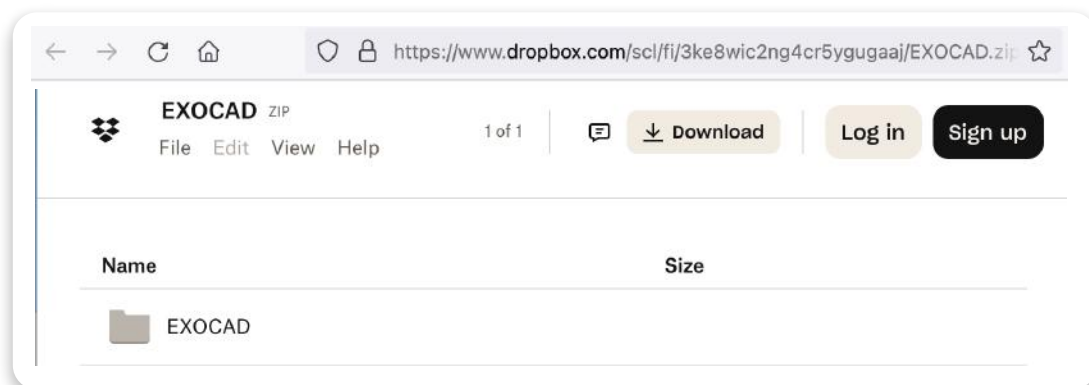 https://www.dropbox.com/scl/fi/3ke8wic2ng4cr5ygugaaj/EXOCAD.zip
EXOCAD ZIP
File Edit View Help
1 of 1
Download
Log in
Sign up
Name Size
EXOCAD